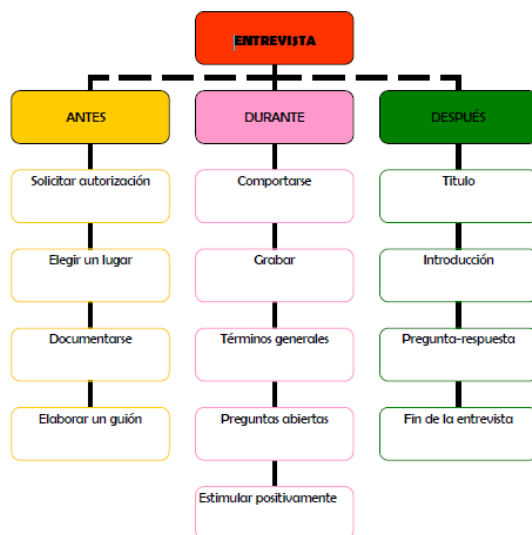 ENTREVISTA
ANTES
DURANTE
DESPUÉS
Solicitar autorización
Comportarse
Titulo
Elegir un lugar
Grabar
Introducción
Documentarse
Términos generales
Pregunta-respuesta
Elaborar un guión
Preguntas abiertas
Fin de la entrevista
Estimular positivamente